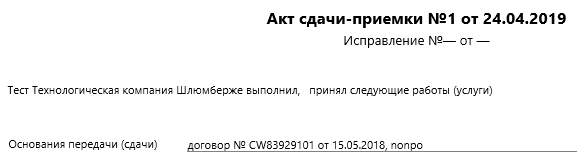 Акт сдачи-приемки №1 от 24.04.2019
Исправление №— от —
Тест Технологическая компания Шлюмберже выполнил, принял следующие работы (услуги)
Основания передачи (сдачи) договор № CW83929101 от 15.05.2018, nonpo